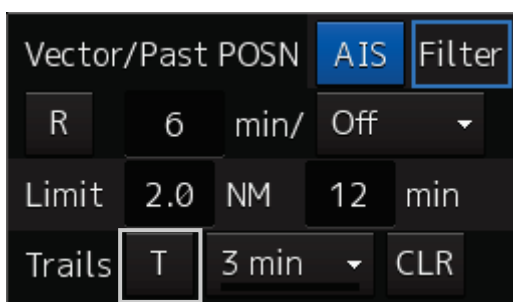 Vector/Past POSN AIS Filter
R 6 min/ Off
Limit 2.0 NM 12 min
Trails T 3 min CLR